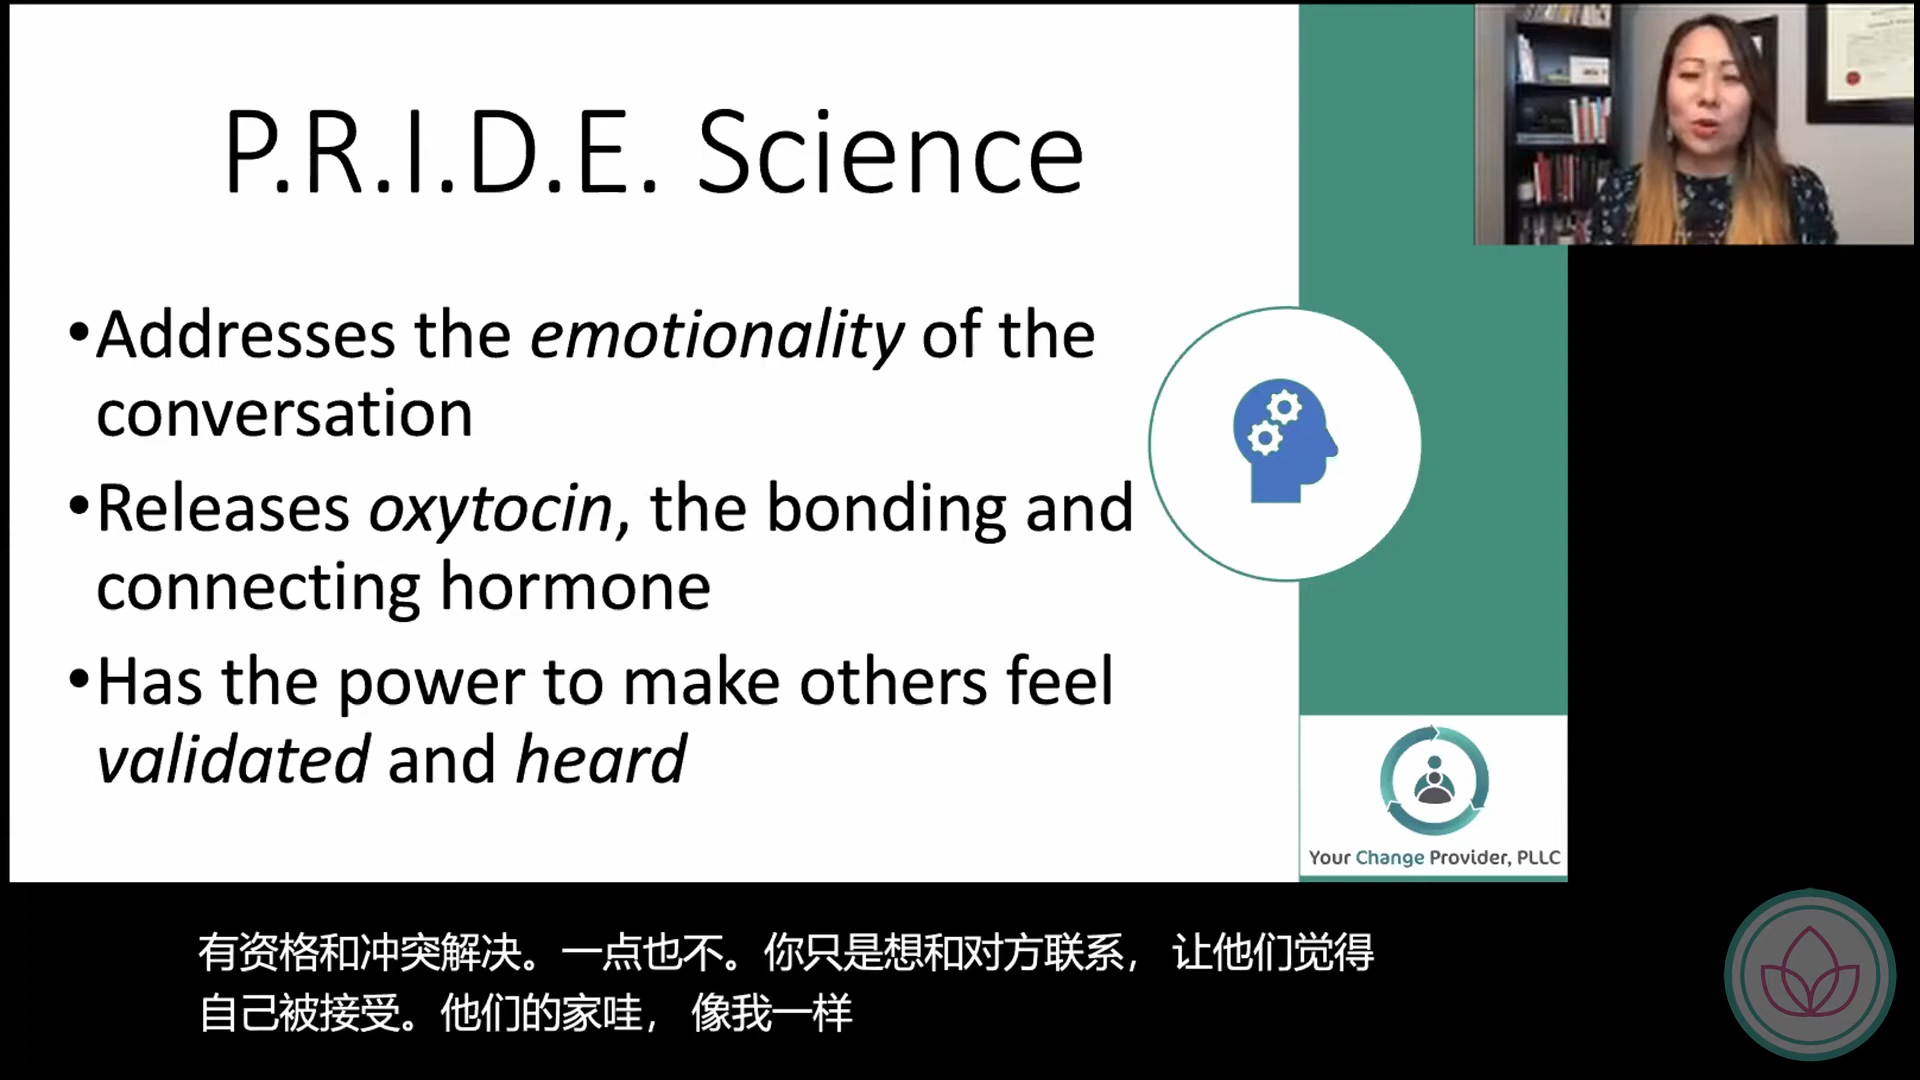 P.R.I.D.E. Science
•Addresses the emotionality of the
conversation
•Releases oxytocin, the bonding and
connecting hormone
•Has the power to make others feel
validated and heard
Your Change Provider, PLLC
有资格和冲突解决。一点也不。你只是想和对方联系， 让他们觉得
自己被接受。他们的家哇， 像我一样